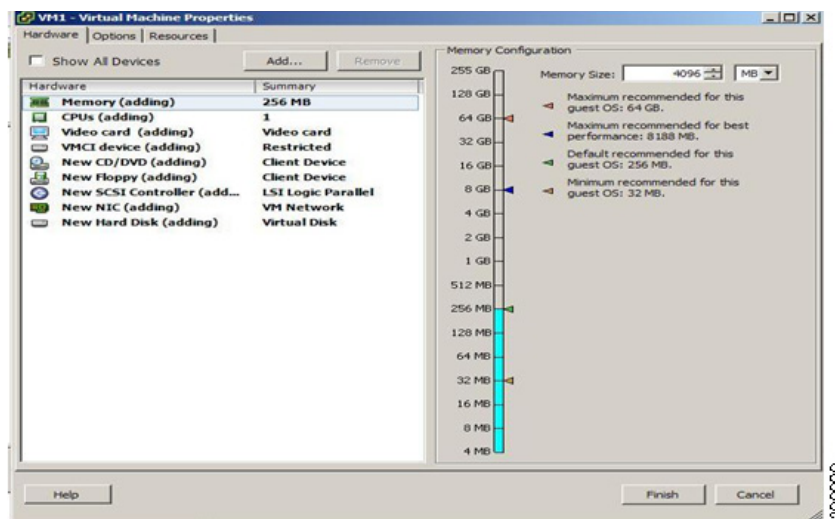 VM1 - Virtual Machine Properties
Hardware Options Resources
Show All Devices Add... Remove
Hardware Summary
Memory (adding) 256 MB
CPUs (adding) 1
Video card (adding) Video card
VMCI device (adding) Restricted
New CD/DVD (adding) Client Device
New Floppy (adding) Client Device
New SCSI Controller (add... LSI Logic Parallel
New NIC (adding) VM Network
New Hard Disk (adding) Virtual Disk
Memory Configuration
Memory Size: 4096 MB
255 GB
128 GB
64 GB
32 GB
16 GB
8 GB
4 GB
2 GB
1 GB
512 MB
256 MB
128 MB
64 MB
32 MB
16 MB
8 MB
4 MB
Maximum recommended for this
guest OS: 64 GB.
Maximum recommended for best
performance: 8188 MB.
Default recommended for this
guest OS: 256 MB.
Minimum recommended for this
guest OS: 32 MB.
Help Finish Cancel